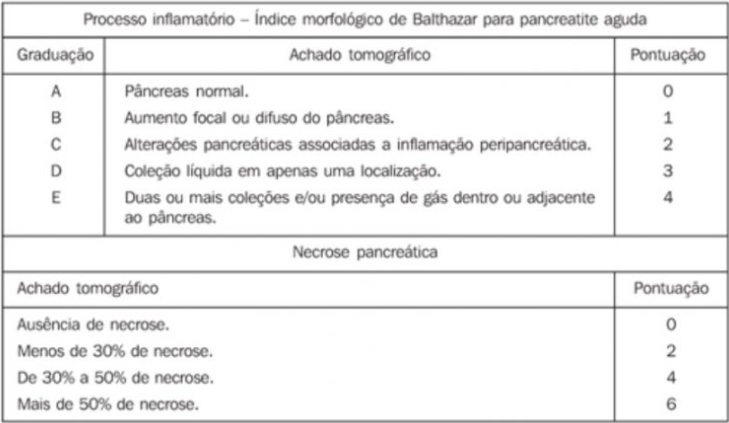 Processo inflamatório – Índice morfológico de Balthazar para pancreatite aguda
Graduação Achado tomográfico Pontuação
A Pâncreas normal. 0
B Aumento focal ou difuso do pâncreas. 1
C Alterações pancreáticas associadas a inflamação peripancreática. 2
D Coleção líquida em apenas uma localização. 3
E Duas ou mais coleções e/ou presença de gás dentro ou adjacente 4
ao pâncreas.
Necrose pancreática
Achado tomográfico Pontuação
Ausência de necrose. 0
Menos de 30% de necrose. 2
De 30% a 50% de necrose. 4
Mais de 50% de necrose. 6